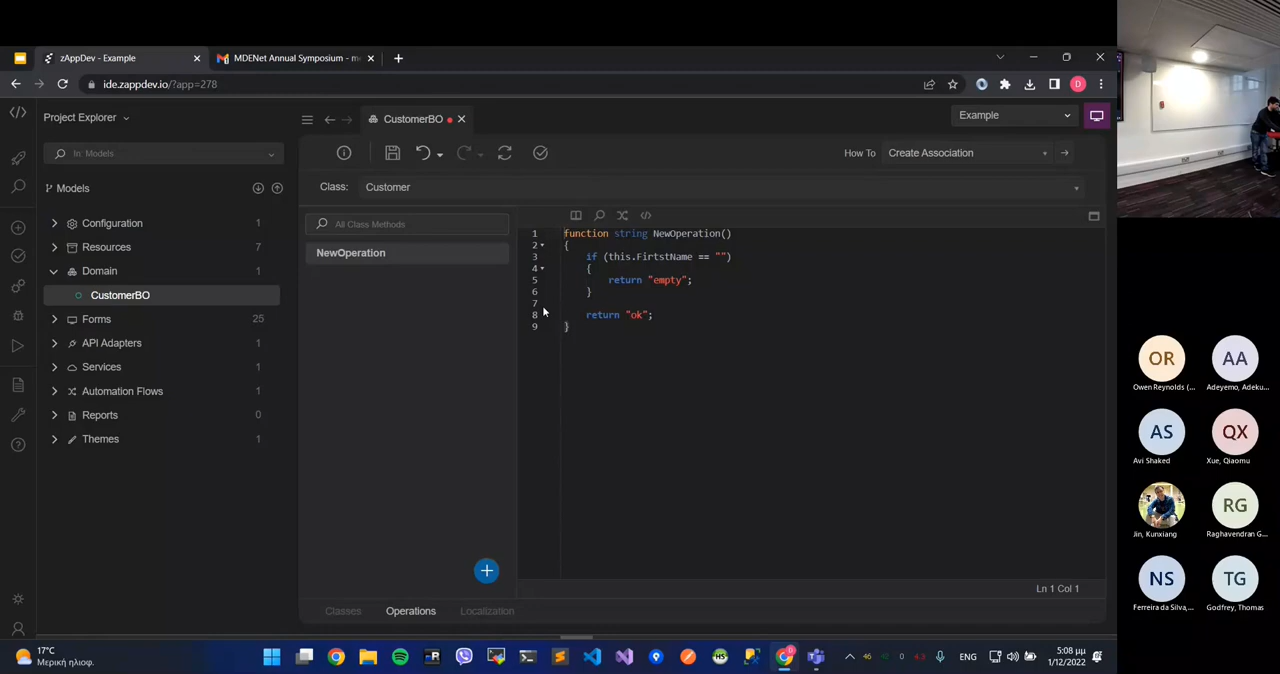 zAppDev - Example
MDENet Annual Symposium - me
ide.zappdev.io/?app=278
Project Explorer
CustomerBO
Example
In: Models
How To
Create Association
Models
Class:
Customer
Configuration 1
Resources 7
Domain 1
CustomerBO
Forms 25
API Adapters 1
Services 1
Automation Flows 1
Reports 0
Themes 1
All Class Methods
NewOperation
1 function string NewOperation()
2 {
3 if (this.FirtstName == "")
4 {
5 return "empty";
6 }
7
8 return "ok";
9 }
Ln 1 Col 1
Classes
Operations
Localization
OR
Owen Reynolds (...
AA
Adeyemo, Adeku...
AS
Avi Shaked
QX
Xue, Qiaomu
Jin, Kunxiang
RG
Raghavendran G...
NS
Ferreira da Silva,...
TG
Godfrey, Thomas
17°C
Μερική ηλιοφ.
ENG
5:08 μμ
1/12/2022